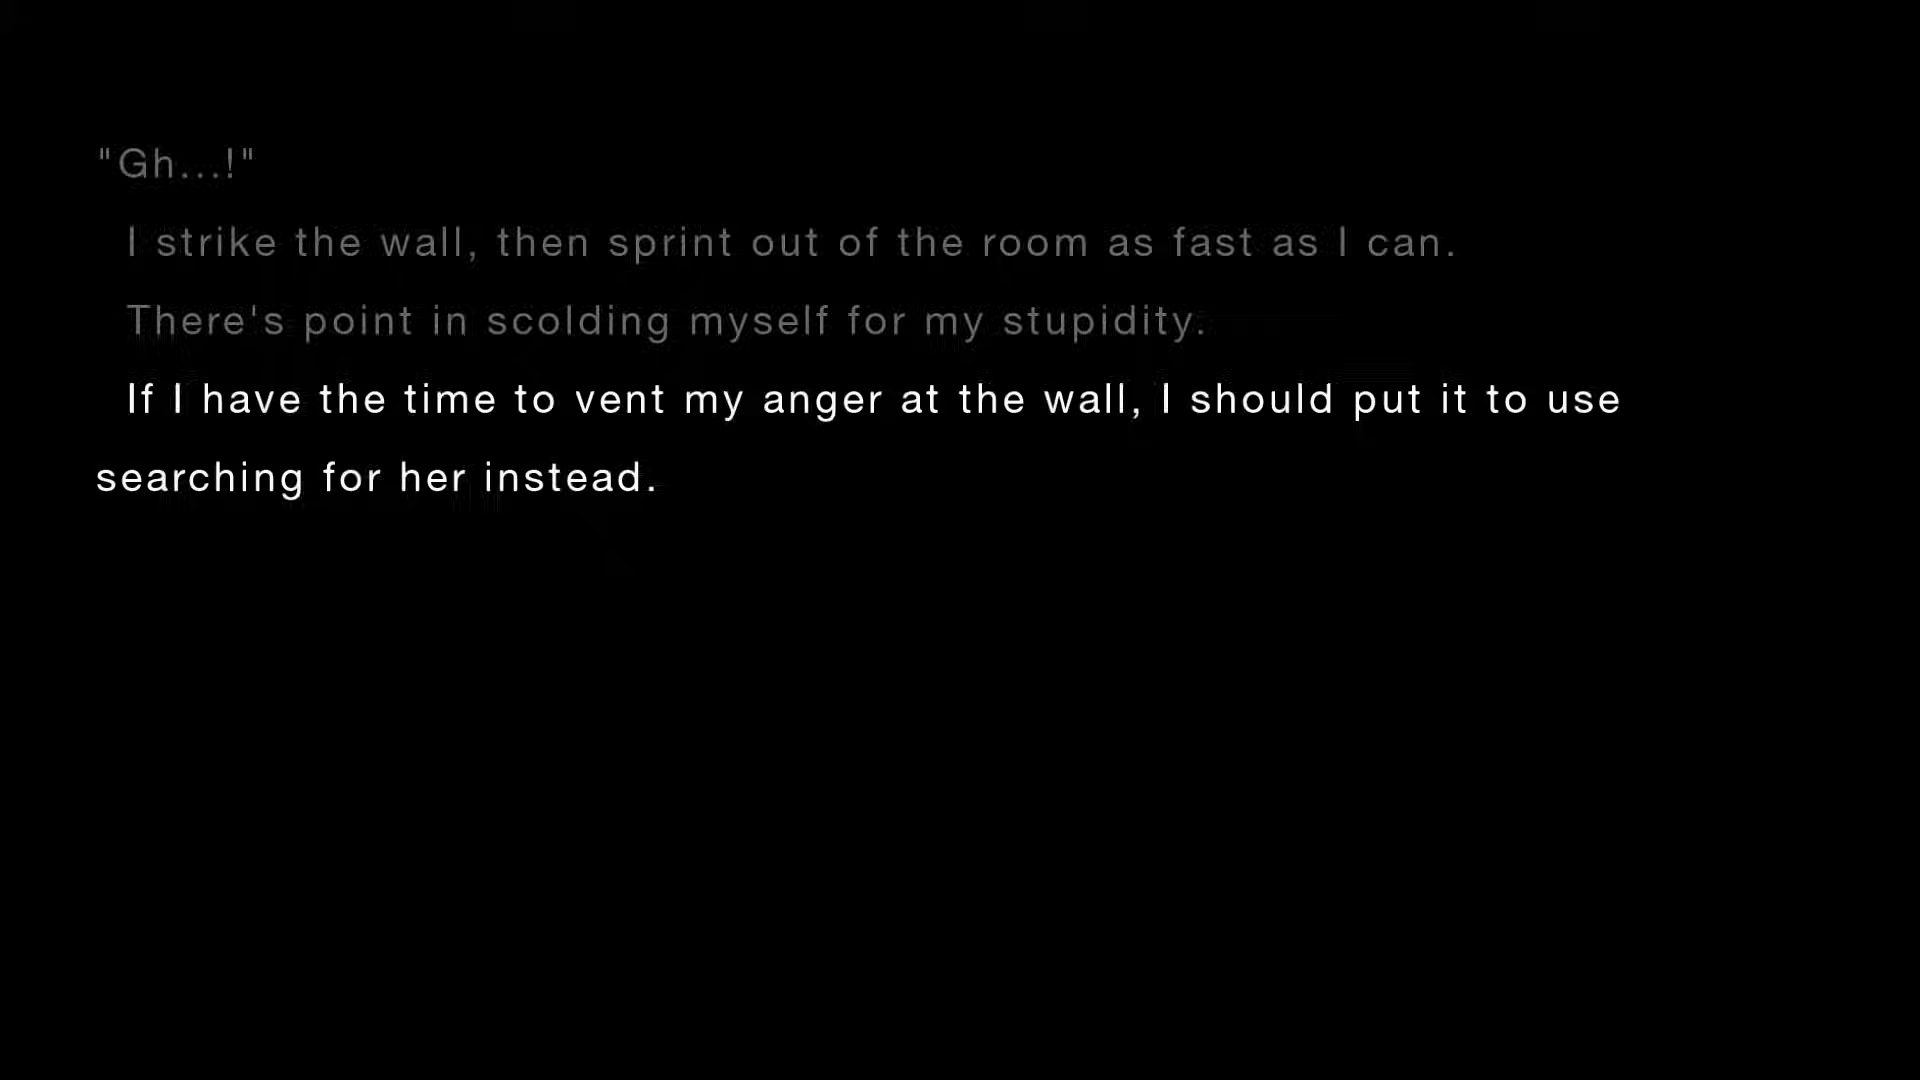 "Gh...!"
I strike the wall, then sprint out of the room as fast as I can.
There's point in scolding myself for my stupidity.
If I have the time to vent my anger at the wall, I should put it to use
searching for her instead.